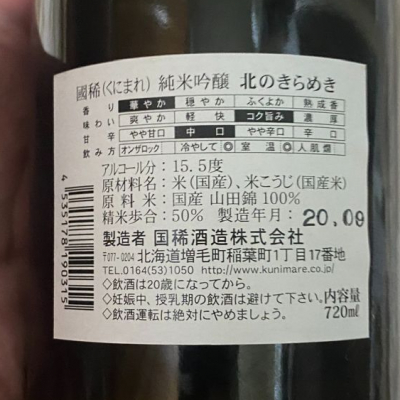 國稀(くにまれ) 純米吟醸 北のきらめき
香り 華やか 穏やか ふくよか 熟成香
味わい 爽やか 軽快 コク旨み 濃厚
甘辛 やや甘口 中口 やや辛口 辛口
飲み方 オンザロック 冷やして◎ 室温◎ 人肌燗
アルコール分：15.5度
原材料名：米(国産)、米こうじ(国産米)
原料米：国産 山田錦 100%
精米歩合：50% 製造年月：20.09
製造者 国稀酒造株式会社
〒077-0204 北海道増毛町稲葉町1丁目17番地
TEL.0164(53)1050 http://www.kunimare.co.jp
◇飲酒は20歳になってから。
◇妊娠中、授乳期の飲酒は避けて下さい。
◇飲酒運転は絶対にやめましょう。
内容量
720ml
4535178190315